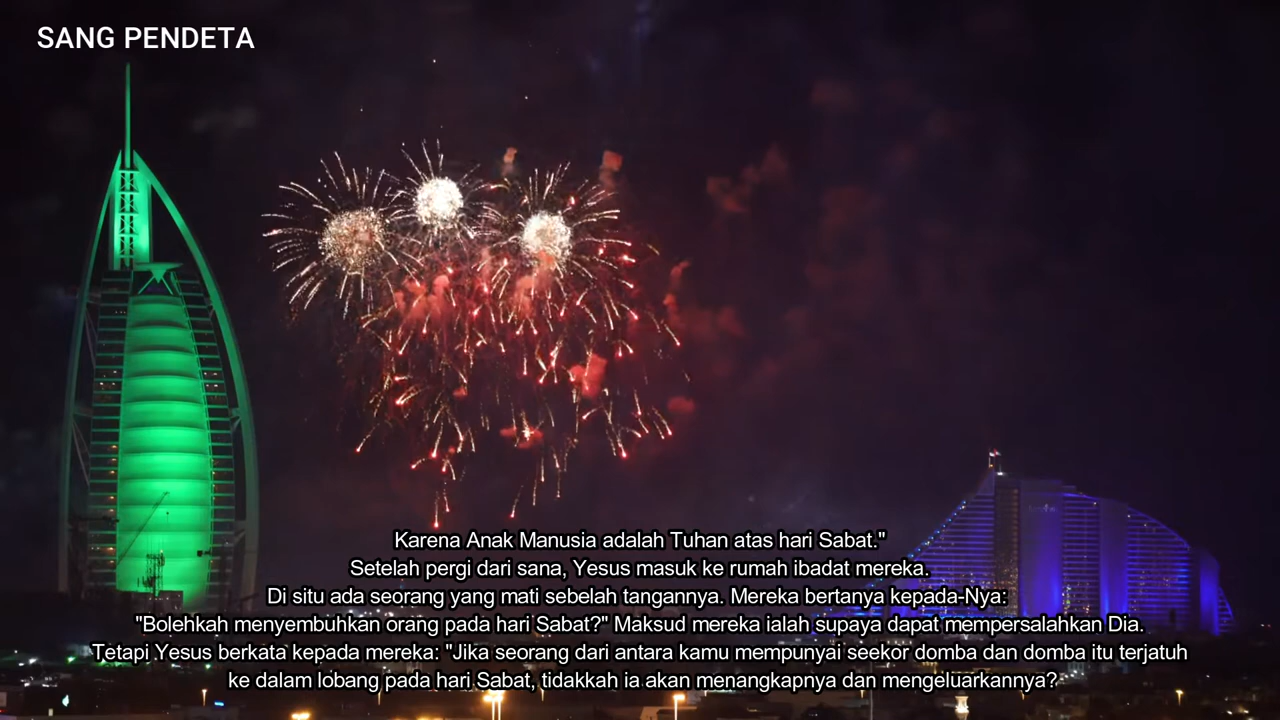 SANG PENDETA
Karena Anak Manusia adalah Tuhan atas hari Sabat."
Setelah pergi dari sana, Yesus masuk ke rumah ibadat mereka.
Di situ ada seorang yang mati sebelah tangannya. Mereka bertanya kepada-Nya:
"Bolehkah menyembuhkan orang pada hari Sabat?" Maksud mereka ialah supaya dapat mempersalahkan Dia.
Tetapi Yesus berkata kepada mereka: "Jika seorang dari antara kamu mempunyai seekor domba dan domba itu terjatuh
ke dalam lobang pada hari Sabat, tidakkah ia akan menangkapnya dan mengeluarkannya?